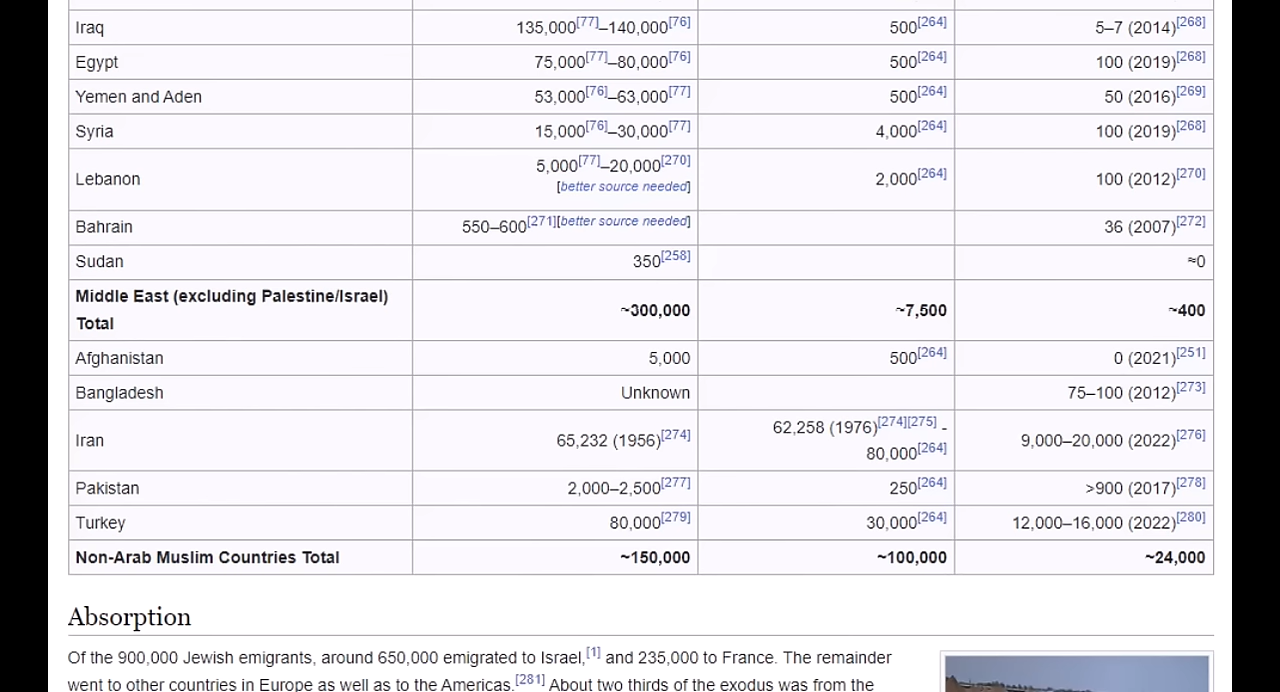 Iraq 135,000[77]–140,000[76] 500[264] 5–7 (2014)[268]
Egypt 75,000[77]–80,000[76] 500[264] 100 (2019)[268]
Yemen and Aden 53,000[76]–63,000[77] 500[264] 50 (2016)[269]
Syria 15,000[76]–30,000[77] 4,000[264] 100 (2019)[268]
Lebanon 5,000[77]–20,000[270] 2,000[264] 100 (2012)[270]
[better source needed]
Bahrain 550–600[271][better source needed] 36 (2007)[272]
Sudan 350[258] ≈0
Middle East (excluding Palestine/Israel)
Total ~300,000 ~7,500 ~400
Afghanistan 5,000 500[264] 0 (2021)[251]
Bangladesh Unknown 75–100 (2012)[273]
Iran 65,232 (1956)[274] 62,258 (1976)[274][275] - 9,000–20,000 (2022)[276]
80,000[264]
Pakistan 2,000–2,500[277] 250[264] >900 (2017)[278]
Turkey 80,000[279] 30,000[264] 12,000–16,000 (2022)[280]
Non-Arab Muslim Countries Total ~150,000 ~100,000 ~24,000
Absorption
Of the 900,000 Jewish emigrants, around 650,000 emigrated to Israel,[1] and 235,000 to France. The remainder
went to other countries in Europe as well as to the Americas.[281] About two thirds of the exodus was from the